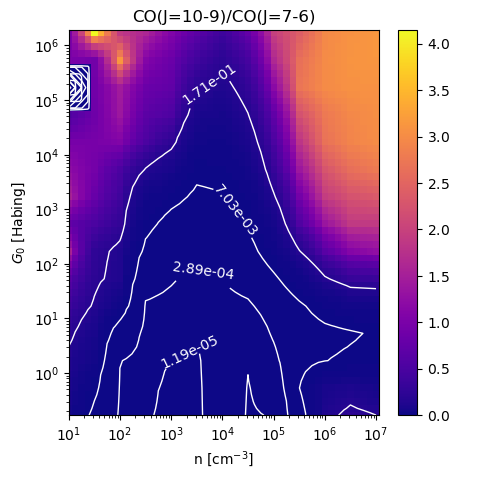 CO(J=10-9)/CO(J=7-6)
10⁶
10⁵
10⁴
10³
10²
10¹
10⁰
G₀ [Habing]
1.71e-01
7.03e-03
2.89e-04
1.19e-05
10¹ 10² 10³ 10⁴ 10⁵ 10⁶ 10⁷
n [cm⁻³]
4.0
3.5
3.0
2.5
2.0
1.5
1.0
0.5
0.0